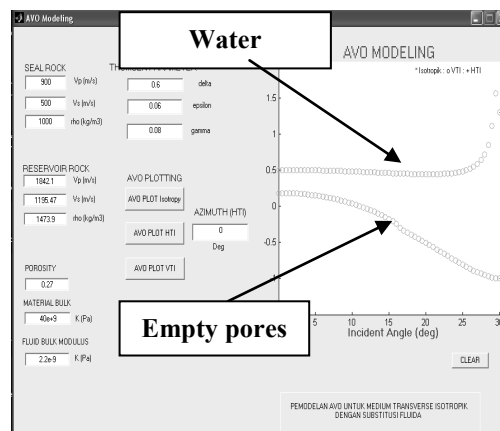 AVO Modeling
Water
AVO MODELING
* Isotropik : o VTI : + HTI
SEAL ROCK
900 Vp (m/s)
500 Vs (m/s)
1000 rho (kg/m3)
0.6 delta
0.06 epsilon
0.08 gamma
RESERVOIR ROCK
1842.1 Vp (m/s)
1195.47 Vs (m/s)
1473.9 rho (kg/m3)
AVO PLOTTING
AVO PLOT Isotropy
AVO PLOT HTI
AVO PLOT VTI
AZIMUTH (HTI)
0
Deg
POROSITY
0.27
MATERIAL BULK
40e+9 K (Pa)
FLUID BULK MODULUS
2.2e-9 K (Pa)
1.5
1
0.5
0
-0.5
-1
Empty pores
5 10 15 20 25 30
Incident Angle (deg)
CLEAR
PEMODELAN AVO UNTUK MEDIUM TRANSVERSE ISOTROPIK
DENGAN SUBSTITUSI FLUIDA